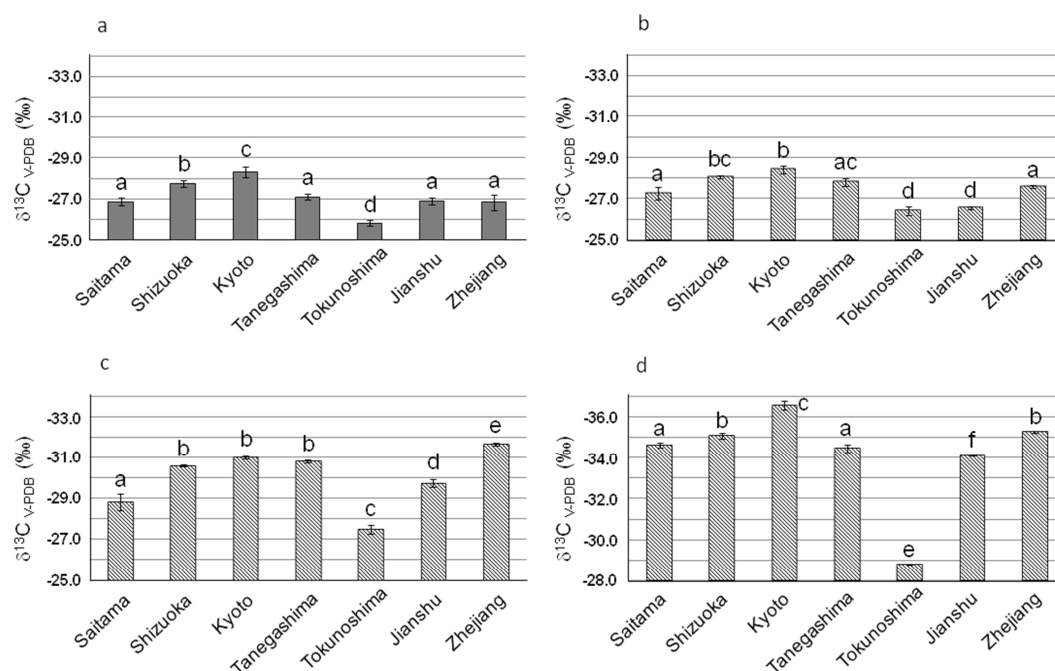 a
-33.0
-31.0
-29.0
-27.0
-25.0
δ13C V-PDB (‰)
a
b
c
a
d
a
a
Saitama
Shizuoka
Kyoto
Tanegashima
Tokunoshima
Jianshu
Zhejiang
b
-33.0
-31.0
-29.0
-27.0
-25.0
δ13C V-PDB (‰)
a
bc
b
ac
d
d
a
Saitama
Shizuoka
Kyoto
Tanegashima
Tokunoshima
Jianshu
Zhejiang
c
-33.0
-31.0
-29.0
-27.0
-25.0
δ13C V-PDB (‰)
a
b
b
b
c
d
e
Saitama
Shizuoka
Kyoto
Tanegashima
Tokunoshima
Jianshu
Zhejiang
d
-36.0
-34.0
-32.0
-30.0
-28.0
δ13C V-PDB (‰)
a
b
c
a
e
f
b
Saitama
Shizuoka
Kyoto
Tanegashima
Tokunoshima
Jianshu
Zhejiang